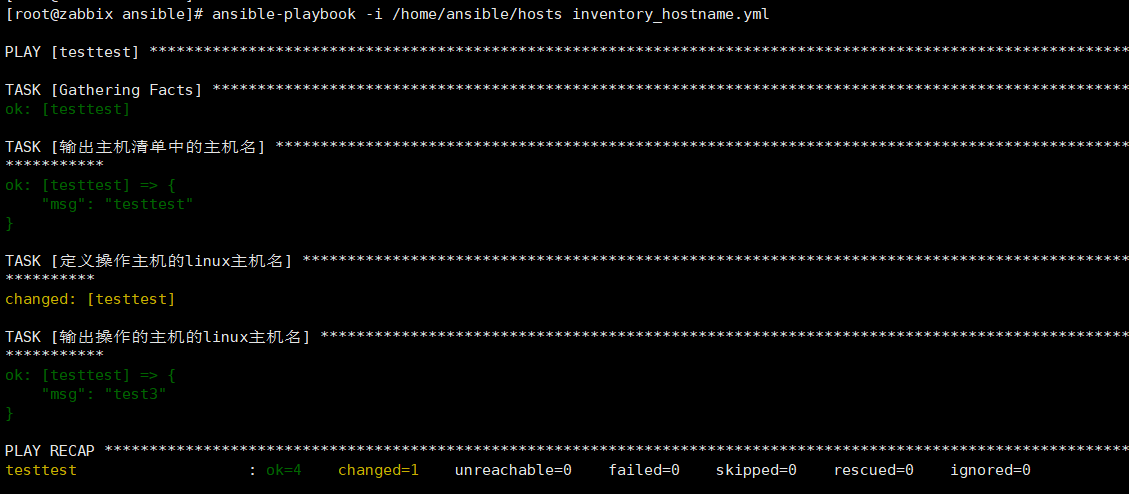 [root@zabbix ansible]# ansible-playbook -i /home/ansible/hosts inventory_hostname.yml
PLAY [testtest] *************************************************************************************************************
TASK [Gathering Facts] ******************************************************************************************************
ok: [testtest]
TASK [输出主机清单中的主机名] ***********************************************************************************************
***********
ok: [testtest] => {
    "msg": "testtest"
}
TASK [定义操作主机的linux主机名] ********************************************************************************************
**********
changed: [testtest]
TASK [输出操作的主机的linux主机名] ******************************************************************************************
***********
ok: [testtest] => {
    "msg": "test3"
}
PLAY RECAP ******************************************************************************************************************
testtest                   : ok=4    changed=1    unreachable=0    failed=0    skipped=0    rescued=0    ignored=0